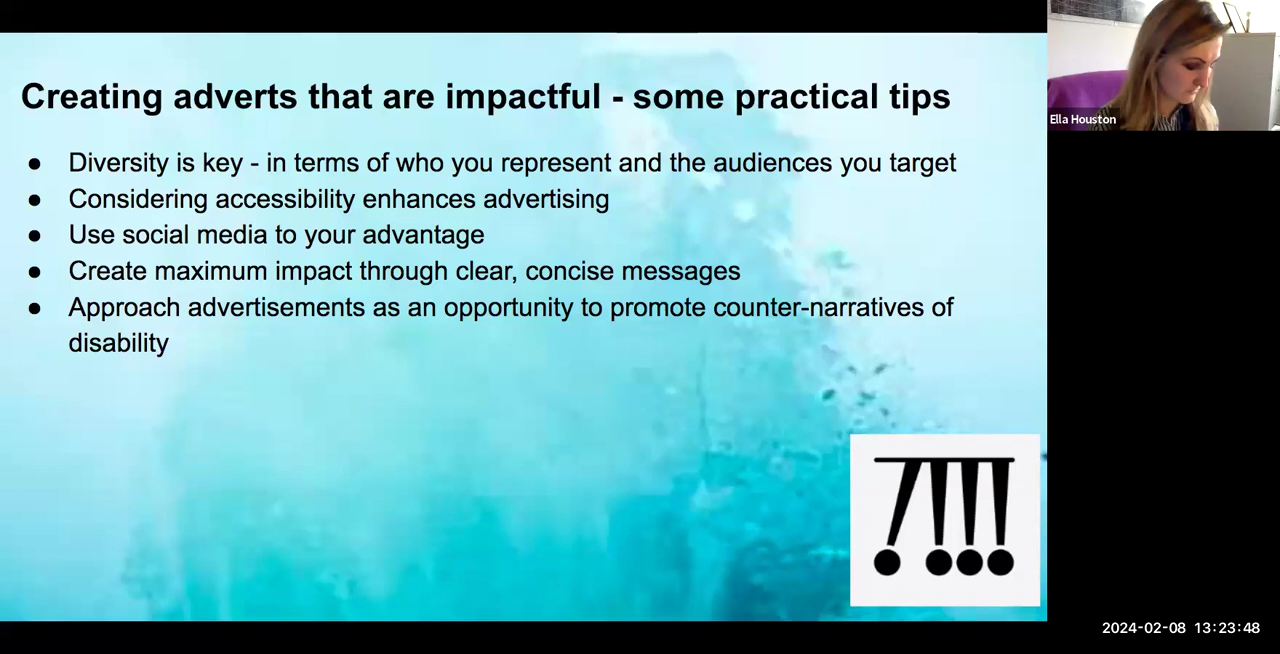 Creating adverts that are impactful - some practical tips
● Diversity is key - in terms of who you represent and the audiences you target
● Considering accessibility enhances advertising
● Use social media to your advantage
● Create maximum impact through clear, concise messages
● Approach advertisements as an opportunity to promote counter-narratives of
disability
Ella Houston
2024-02-08 13:23:48